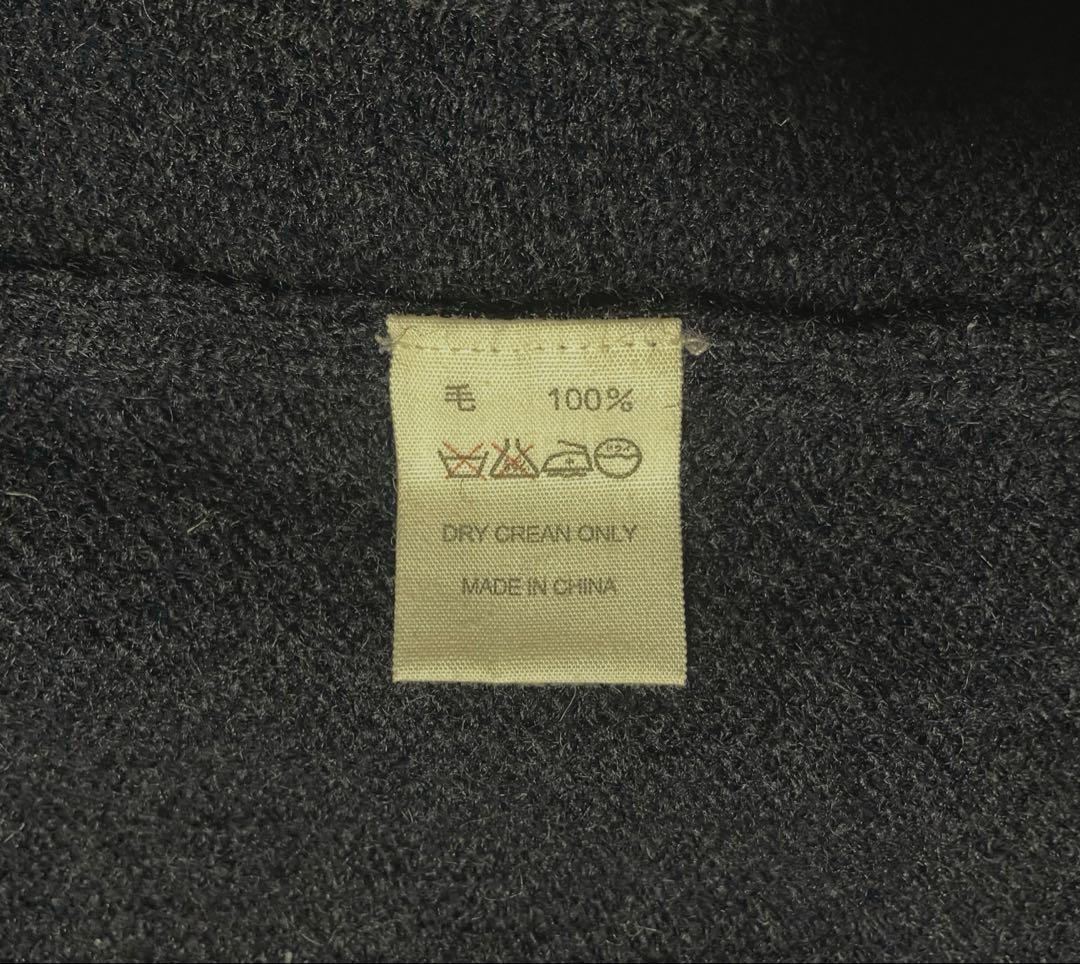 毛 100%
DRY CREAN ONLY
MADE IN CHINA